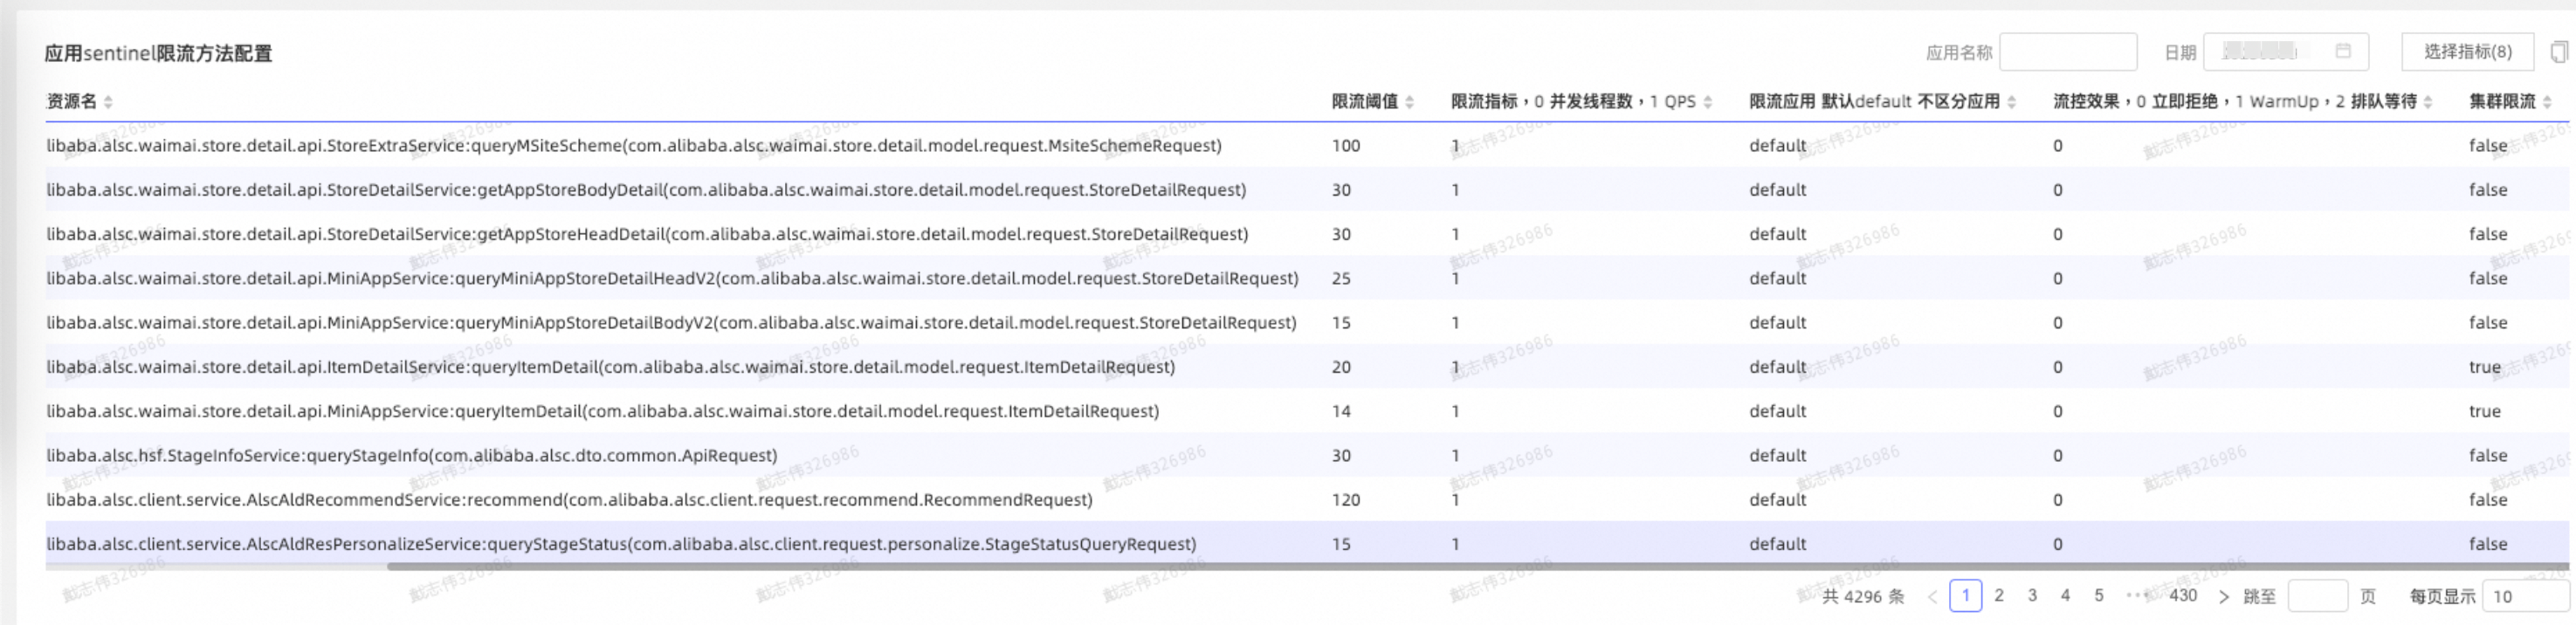 应用sentinel限流方法配置 应用名称 日期 选择指标(8)
资源名 限流阈值 限流指标，0 并发线程数，1 QPS 限流应用 默认default 不区分应用 流控效果，0 立即拒绝，1 WarmUp，2 排队等待 集群限流
libaba.alsc.waimai.store.detail.api.StoreExtraService:queryMSiteScheme(com.alibaba.alsc.waimai.store.detail.model.request.MsiteSchemeRequest) 100 1 default 0 false
libaba.alsc.waimai.store.detail.api.StoreDetailService:getAppStoreBodyDetail(com.alibaba.alsc.waimai.store.detail.model.request.StoreDetailRequest) 30 1 default 0 false
libaba.alsc.waimai.store.detail.api.StoreDetailService:getAppStoreHeadDetail(com.alibaba.alsc.waimai.store.detail.model.request.StoreDetailRequest) 30 1 default 0 false
libaba.alsc.waimai.store.detail.api.MiniAppService:queryMiniAppStoreDetailHeadV2(com.alibaba.alsc.waimai.store.detail.model.request.StoreDetailRequest) 25 1 default 0 false
libaba.alsc.waimai.store.detail.api.MiniAppService:queryMiniAppStoreDetailBodyV2(com.alibaba.alsc.waimai.store.detail.model.request.StoreDetailRequest) 15 1 default 0 false
libaba.alsc.waimai.store.detail.api.ItemDetailService:queryItemDetail(com.alibaba.alsc.waimai.store.detail.model.request.ItemDetailRequest) 20 1 default 0 true
libaba.alsc.waimai.store.detail.api.MiniAppService:queryItemDetail(com.alibaba.alsc.waimai.store.detail.model.request.ItemDetailRequest) 14 1 default 0 true
libaba.alsc.hsf.StageInfoService:queryStageInfo(com.alibaba.alsc.dto.common.ApiRequest) 30 1 default 0 false
libaba.alsc.client.service.AlscAldRecommendService:recommend(com.alibaba.alsc.client.request.recommend.RecommendRequest) 120 1 default 0 false
libaba.alsc.client.service.AlscAldResPersonalizeService:queryStageStatus(com.alibaba.alsc.client.request.personalize.StageStatusQueryRequest) 15 1 default 0 false
戴志伟326986
共 4296 条 < 1 2 3 4 5 ••• 430 > 跳至 页 每页显示 10